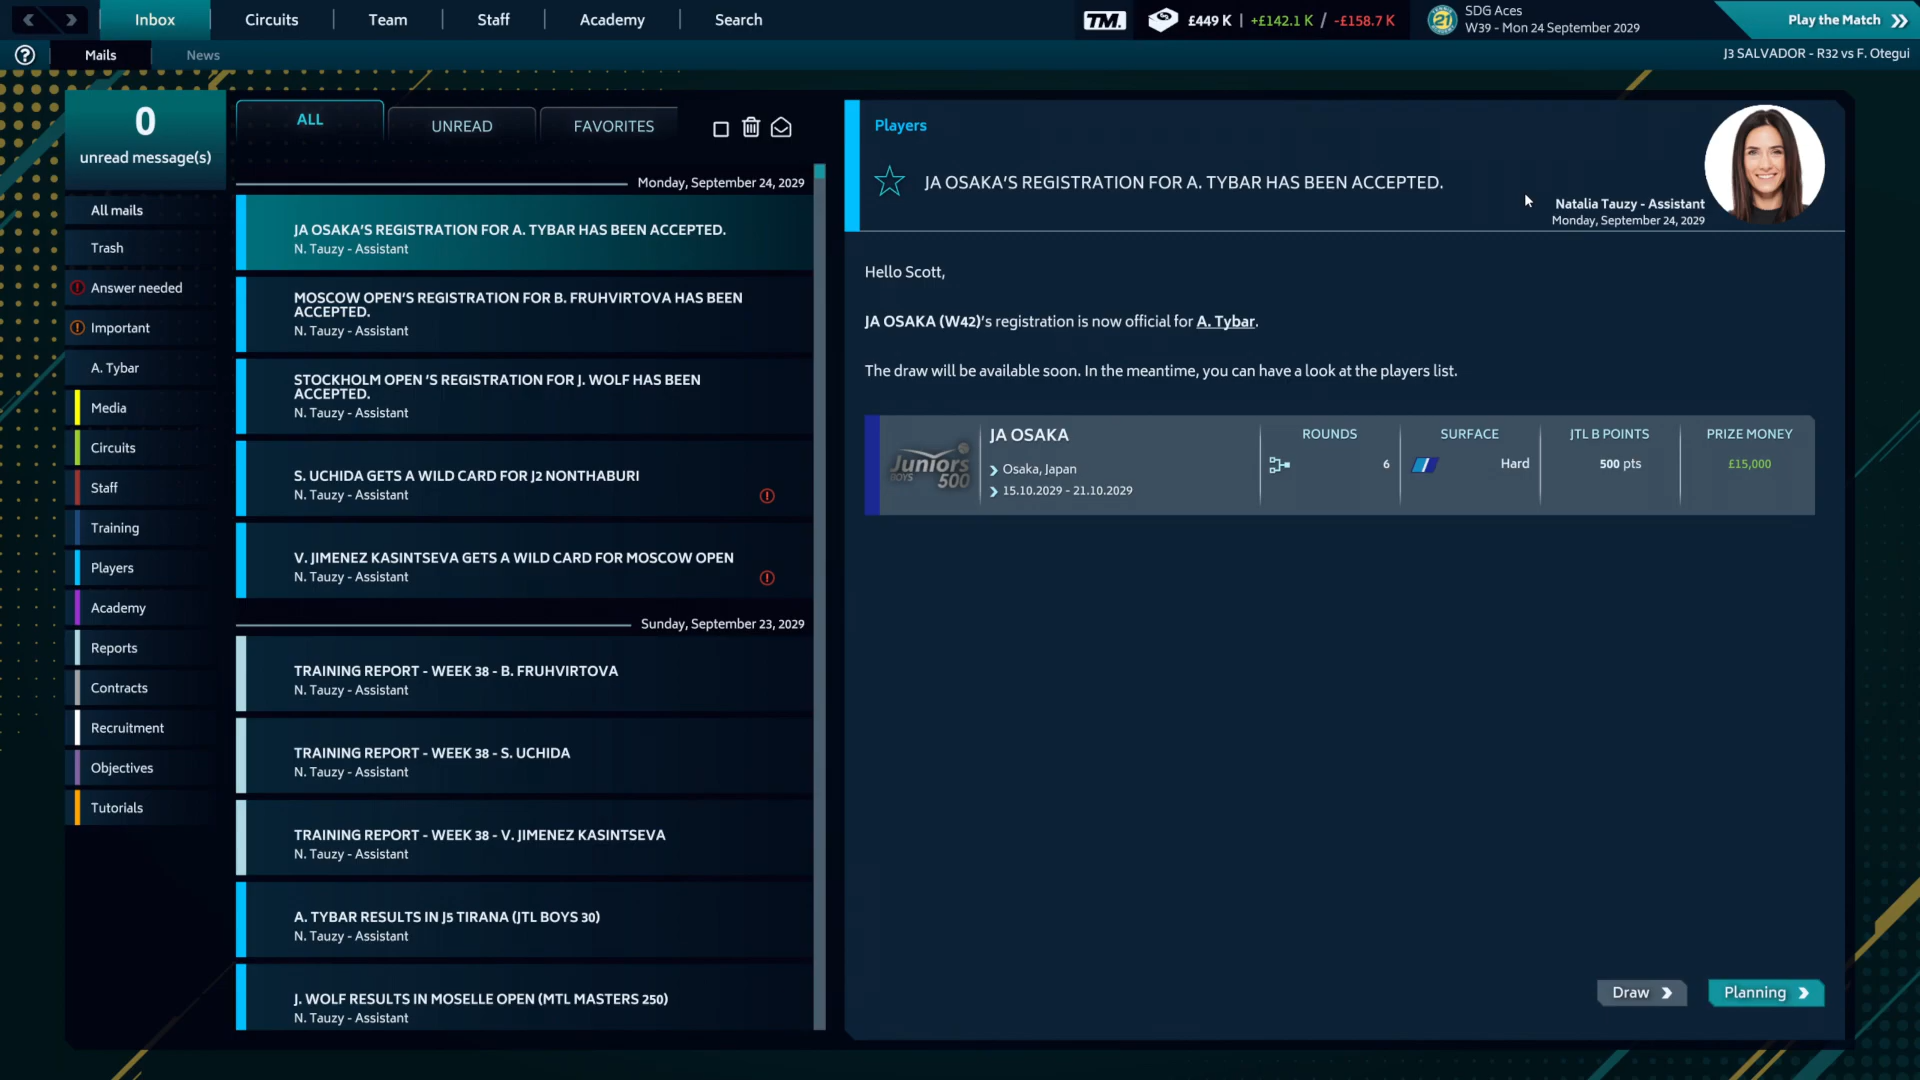 Inbox
Circuits
Team
Staff
Academy
Search
TM.
£449 K | +£142.1 K / -£158.7 K
SDG Aces
W39 - Mon 24 September 2029
Play the Match
Mails
News
J3 SALVADOR - R32 vs F. Otegui
0
unread message(s)
All mails
Trash
Answer needed
Important
A. Tybar
Media
Circuits
Staff
Training
Players
Academy
Reports
Contracts
Recruitment
Objectives
Tutorials
ALL
UNREAD
FAVORITES
Monday, September 24, 2029
JA OSAKA'S REGISTRATION FOR A. TYBAR HAS BEEN ACCEPTED.
N. Tauzy - Assistant
MOSCOW OPEN'S REGISTRATION FOR B. FRUHVIRTOVA HAS BEEN
ACCEPTED.
N. Tauzy - Assistant
STOCKHOLM OPEN 'S REGISTRATION FOR J. WOLF HAS BEEN
ACCEPTED.
N. Tauzy - Assistant
S. UCHIDA GETS A WILD CARD FOR J2 NONTHABURI
N. Tauzy - Assistant
V. JIMENEZ KASINTSEVA GETS A WILD CARD FOR MOSCOW OPEN
N. Tauzy - Assistant
Sunday, September 23, 2029
TRAINING REPORT - WEEK 38 - B. FRUHVIRTOVA
N. Tauzy - Assistant
TRAINING REPORT - WEEK 38 - S. UCHIDA
N. Tauzy - Assistant
TRAINING REPORT - WEEK 38 - V. JIMENEZ KASINTSEVA
N. Tauzy - Assistant
A. TYBAR RESULTS IN J5 TIRANA (JTL BOYS 30)
N. Tauzy - Assistant
J. WOLF RESULTS IN MOSELLE OPEN (MTL MASTERS 250)
N. Tauzy - Assistant
Players
JA OSAKA'S REGISTRATION FOR A. TYBAR HAS BEEN ACCEPTED.
Natalia Tauzy - Assistant
Monday, September 24, 2029
Hello Scott,
JA OSAKA (W42)'s registration is now official for A. Tybar.
The draw will be available soon. In the meantime, you can have a look at the players list.
Juniors
BOYS 500
JA OSAKA
Osaka, Japan
15.10.2029 - 21.10.2029
ROUNDS
6
SURFACE
Hard
JTL B POINTS
500 pts
PRIZE MONEY
£15,000
Draw
Planning